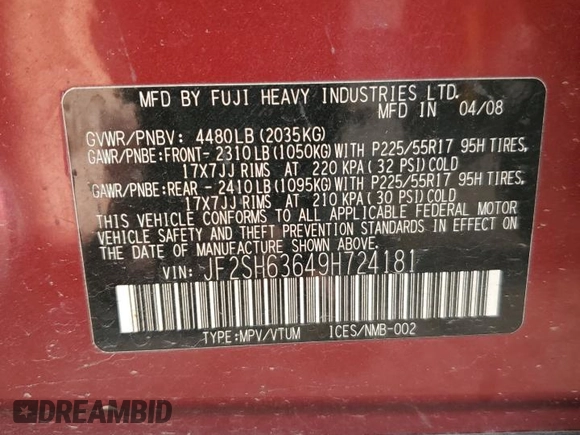 MFD BY FUJI HEAVY INDUSTRIES LTD.
MFD IN 04/08
GVWR/PNBV: 4480LB(2035KG)
GAWR/PNBE:FRONT-2310LB(1050KG)WITH P225/55R17 95H TIRES,
17X7JJ RIMS AT 220 KPA(32 PSI)COLD
GAWR/PNBE:REAR -2410LB(1095KG)WITH P225/55R17 95H TIRES,
17X7JJ RIMS AT 210 KPA(30 PSI)COLD
THIS VEHICLE CONFORMS TO ALL APPLICABLE FEDERAL MOTOR
VEHICLE SAFETY AND THEFT PREVENTION STANDARDS IN EFFECT ON
THE DATE OF MANUFACTURE SHOWN ABOVE.
VIN: JF2SH63649H724181
TYPE:MPV/VTUM ICES/NMB-002
DREAMBID